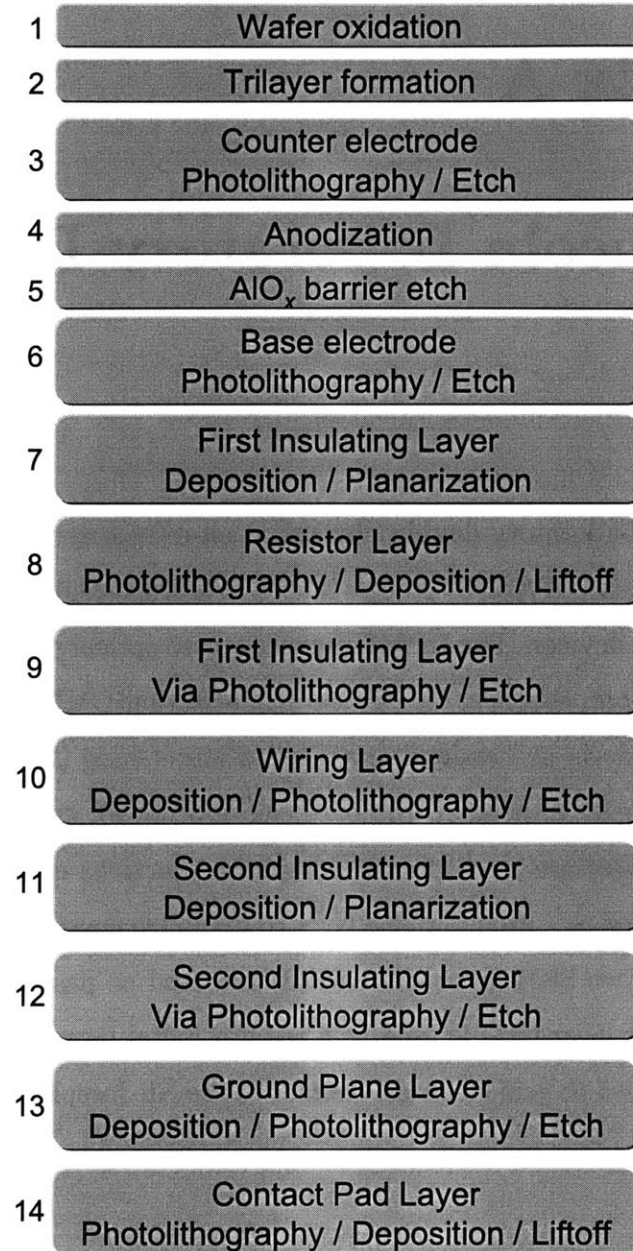 1 Wafer oxidation
2 Trilayer formation
3 Counter electrode
Photolithography / Etch
4 Anodization
5 AlOₓ barrier etch
6 Base electrode
Photolithography / Etch
7 First Insulating Layer
Deposition / Planarization
8 Resistor Layer
Photolithography / Deposition / Liftoff
9 First Insulating Layer
Via Photolithography / Etch
10 Wiring Layer
Deposition / Photolithography / Etch
11 Second Insulating Layer
Deposition / Planarization
12 Second Insulating Layer
Via Photolithography / Etch
13 Ground Plane Layer
Deposition / Photolithography / Etch
14 Contact Pad Layer
Photolithography / Deposition / Liftoff